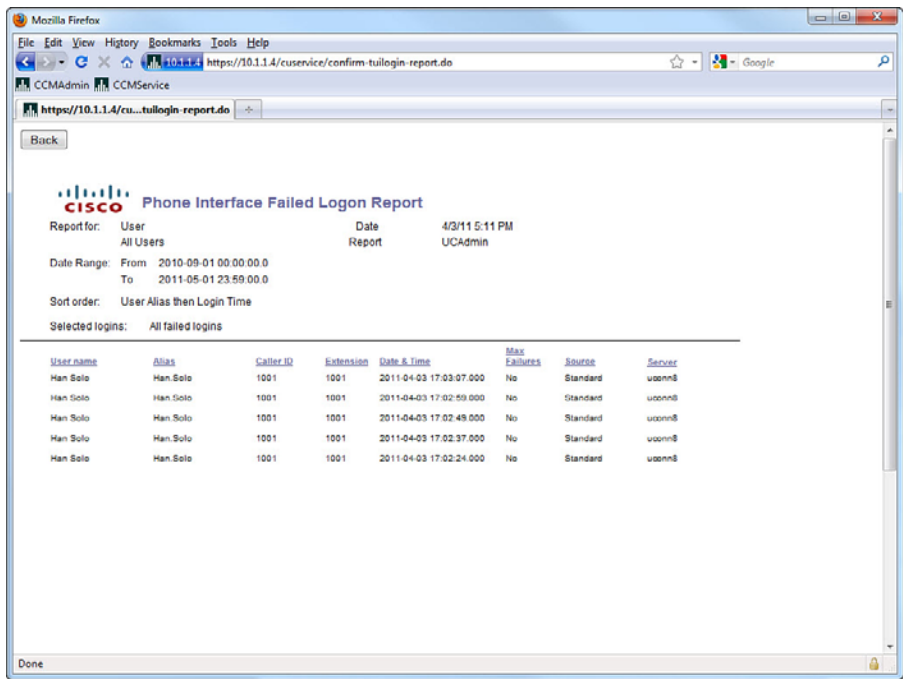 Mozilla Firefox
File Edit View History Bookmarks Tools Help
10.1.1.4 https://10.1.1.4/cuservice/confirm-tuilogin-report.do Google
CCMAdmin CCMService
https://10.1.1.4/cu...tuilogin-report.do
Back
CISCO Phone Interface Failed Logon Report
Report for: User Date 4/3/11 5:11 PM
All Users Report UCAdmin
Date Range: From 2010-09-01 00:00:00.0
To 2011-05-01 23:59:00.0
Sort order: User Alias then Login Time
Selected logins: All failed logins
User name Alias Caller ID Extension Date & Time Max Failures Source Server
Han Solo Han.Solo 1001 1001 2011-04-03 17:03:07.000 No Standard uconn8
Han Solo Han.Solo 1001 1001 2011-04-03 17:02:59.000 No Standard uconn8
Han Solo Han.Solo 1001 1001 2011-04-03 17:02:49.000 No Standard uconn8
Han Solo Han.Solo 1001 1001 2011-04-03 17:02:37.000 No Standard uconn8
Han Solo Han.Solo 1001 1001 2011-04-03 17:02:24.000 No Standard uconn8
Done